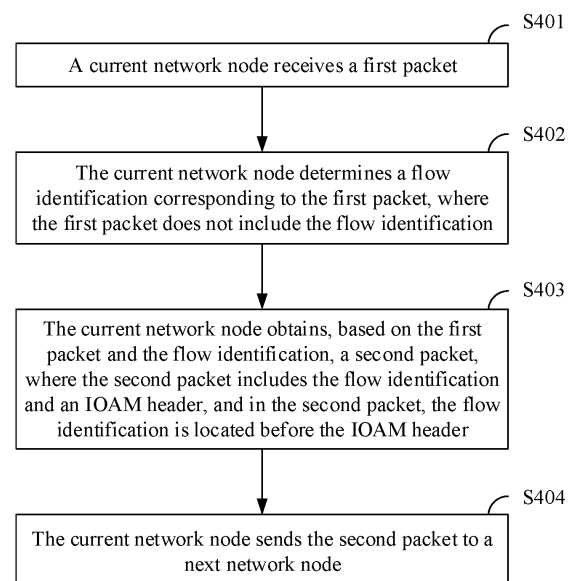 S401
A current network node receives a first packet
S402
The current network node determines a flow
identification corresponding to the first packet, where
the first packet does not include the flow identification
S403
The current network node obtains, based on the first
packet and the flow identification, a second packet,
where the second packet includes the flow identification
and an IOAM header, and in the second packet, the flow
identification is located before the IOAM header
S404
The current network node sends the second packet to a
next network node